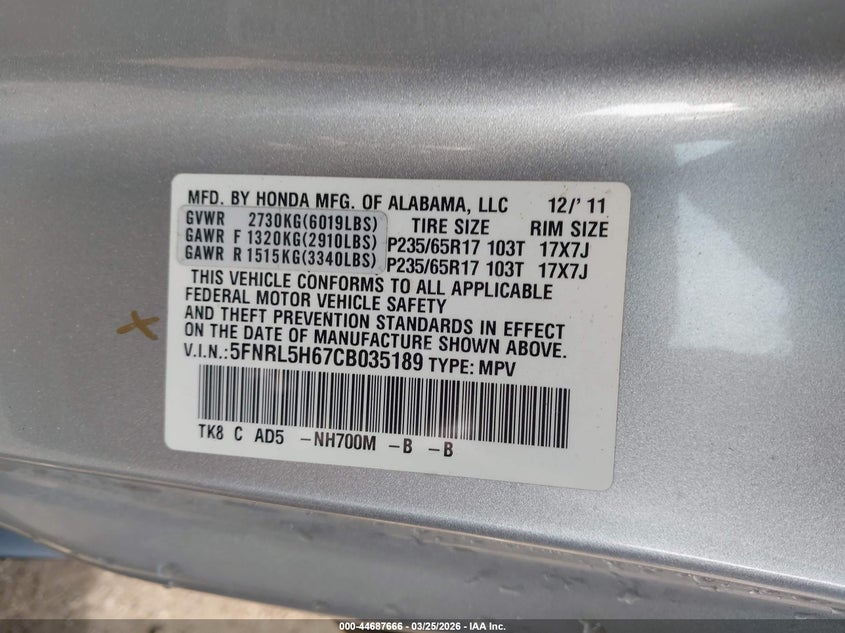 MFD. BY HONDA MFG. OF ALABAMA, LLC 12/' 11
GVWR 2730KG(6019LBS) TIRE SIZE RIM SIZE
GAWR F 1320KG(2910LBS) P235/65R17 103T 17X7J
GAWR R 1515KG(3340LBS) P235/65R17 103T 17X7J
THIS VEHICLE CONFORMS TO ALL APPLICABLE
FEDERAL MOTOR VEHICLE SAFETY
AND THEFT PREVENTION STANDARDS IN EFFECT
ON THE DATE OF MANUFACTURE SHOWN ABOVE.
V.I.N.:5FNRL5H67CB035189 TYPE: MPV
TK8 C AD5 -NH700M -B -B
000-44687666 - 03/25/2026 - IAA Inc.